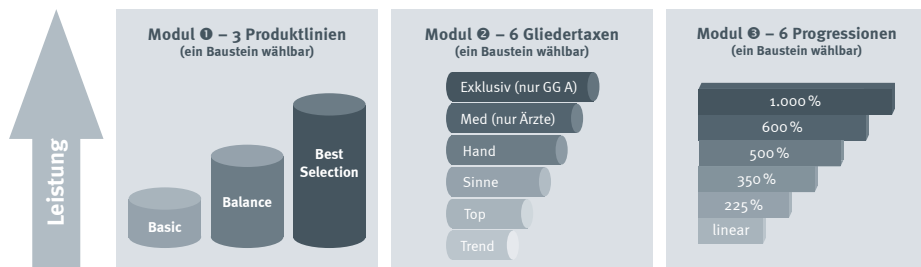 Leistung
Modul ❶ – 3 Produktlinien
(ein Baustein wählbar)
Basic
Balance
Best
Selection
Modul ❷ – 6 Gliedertaxen
(ein Baustein wählbar)
Exklusiv (nur GG A)
Med (nur Ärzte)
Hand
Sinne
Top
Trend
Modul ❸ – 6 Progressionen
(ein Baustein wählbar)
1.000 %
600 %
500 %
350 %
225 %
linear